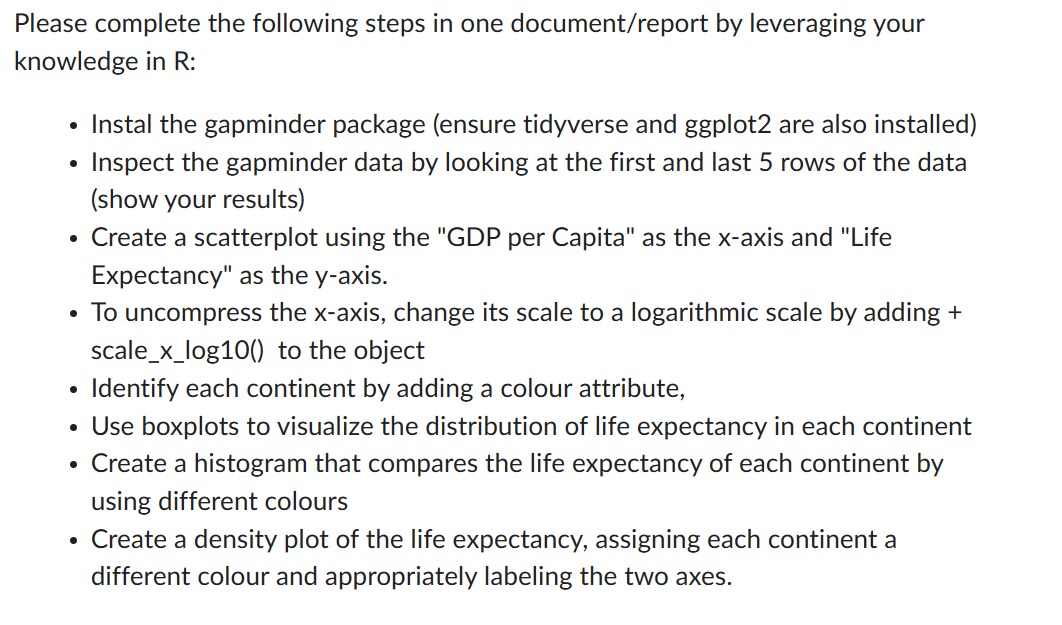 Please complete the following steps in one document/report by leveraging your
knowledge in R:
• Instal the gapminder package (ensure tidyverse and ggplot2 are also installed)
• Inspect the gapminder data by looking at the first and last 5 rows of the data
(show your results)
• Create a scatterplot using the "GDP per Capita" as the x-axis and "Life
Expectancy" as the y-axis.
• To uncompress the x-axis, change its scale to a logarithmic scale by adding +
scale_x_log10() to the object
• Identify each continent by adding a colour attribute,
• Use boxplots to visualize the distribution of life expectancy in each continent
• Create a histogram that compares the life expectancy of each continent by
using different colours
• Create a density plot of the life expectancy, assigning each continent a
different colour and appropriately labeling the two axes.